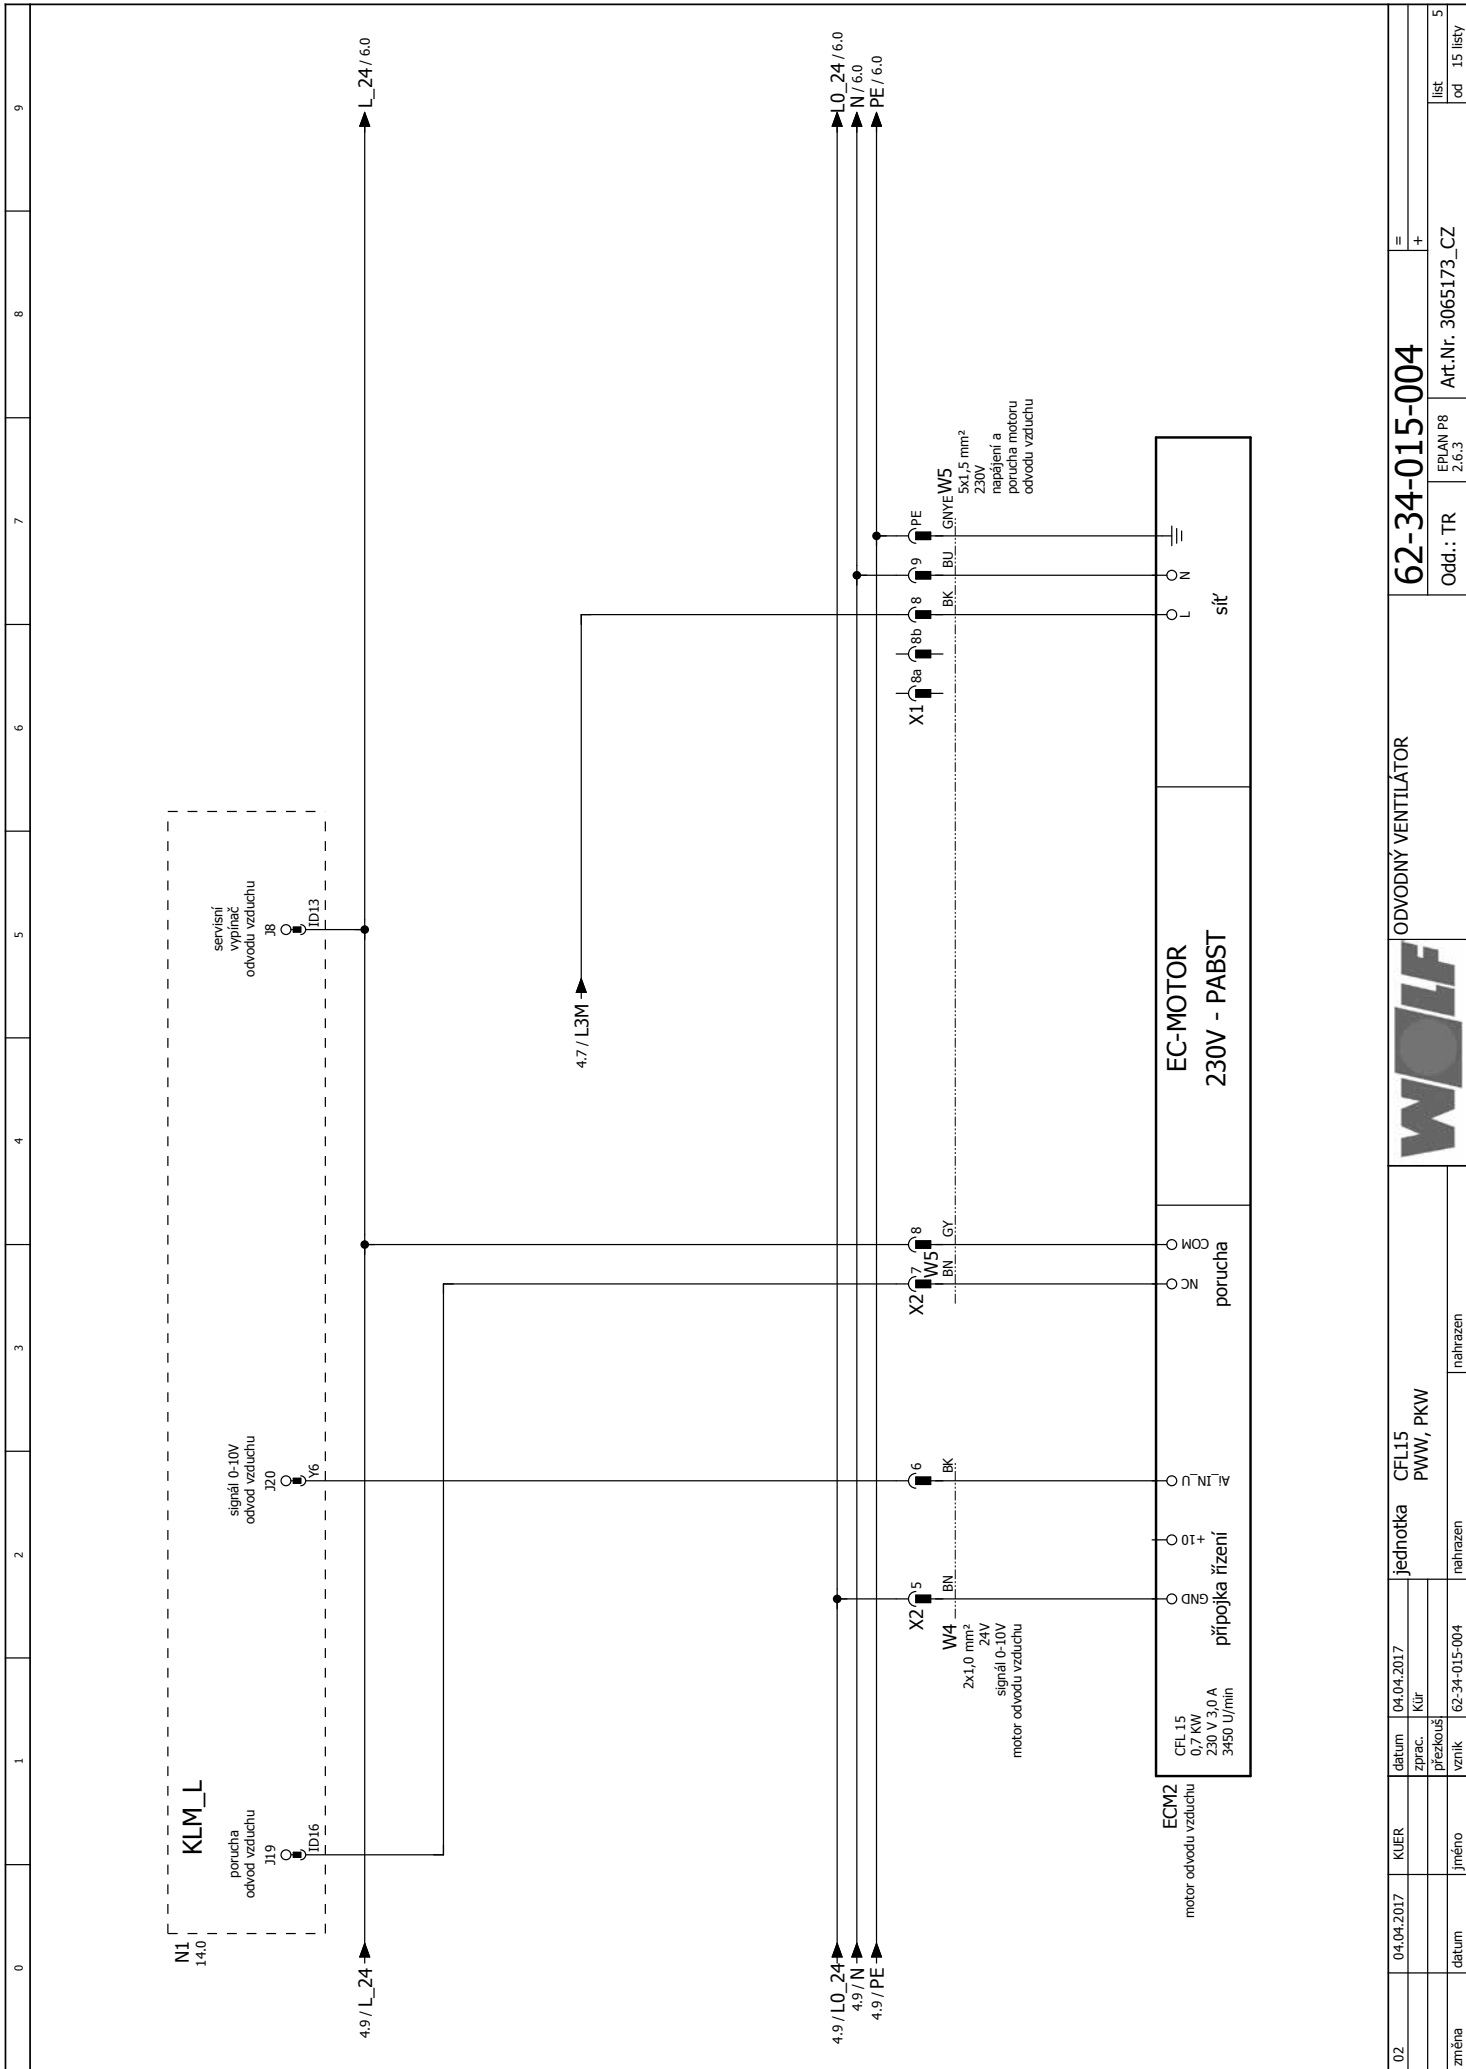 0
1
2
3
4
5
6
7
8
9
N1
14.0
KLM_L
porucha
odvod vzduchu
J19
ID16
signál 0-10V
odvod vzduchu
J20
Y6
servisní
vypínač
odvodu vzduchu
J8
ID13
4.9 / L_24
L_24 / 6.0
4.7 / L3M
4.9 / L0_24
4.9 / N
4.9 / PE
L0_24 / 6.0
N / 6.0
PE / 6.0
X2
5
6
X2
7
8
X1
8a
8b
8
9
PE
W4
BN
BK
2x1,0 mm²
24V
signál 0-10V
motor odvodu vzduchu
W5
BN
GY
BK
BU
GNYE
W5
5x1,5 mm²
230V
napájení a
porucha motoru
odvodu vzduchu
ECM2
motor odvodu vzduchu
CFL 15
0,7 KW
230 V 3,0 A
3450 U/min
GND
+10
Ai_IN_U
přípojka řízení
NC
COM
porucha
EC-MOTOR
230V - PABST
L
N
síť
02
04.04.2017
KUER
změna
datum
jméno
datum
04.04.2017
zprac.
Kür
přezkouš.
vznik
62-34-015-004
jednotka
CFL15
PWW, PKW
nahrazen
nahrazen
WOLF
ODVODNÝ VENTILÁTOR
62-34-015-004
=
+
Odd.: TR
EPLAN P8
2.6.3
Art.Nr. 3065173_CZ
list
5
od
15 listy